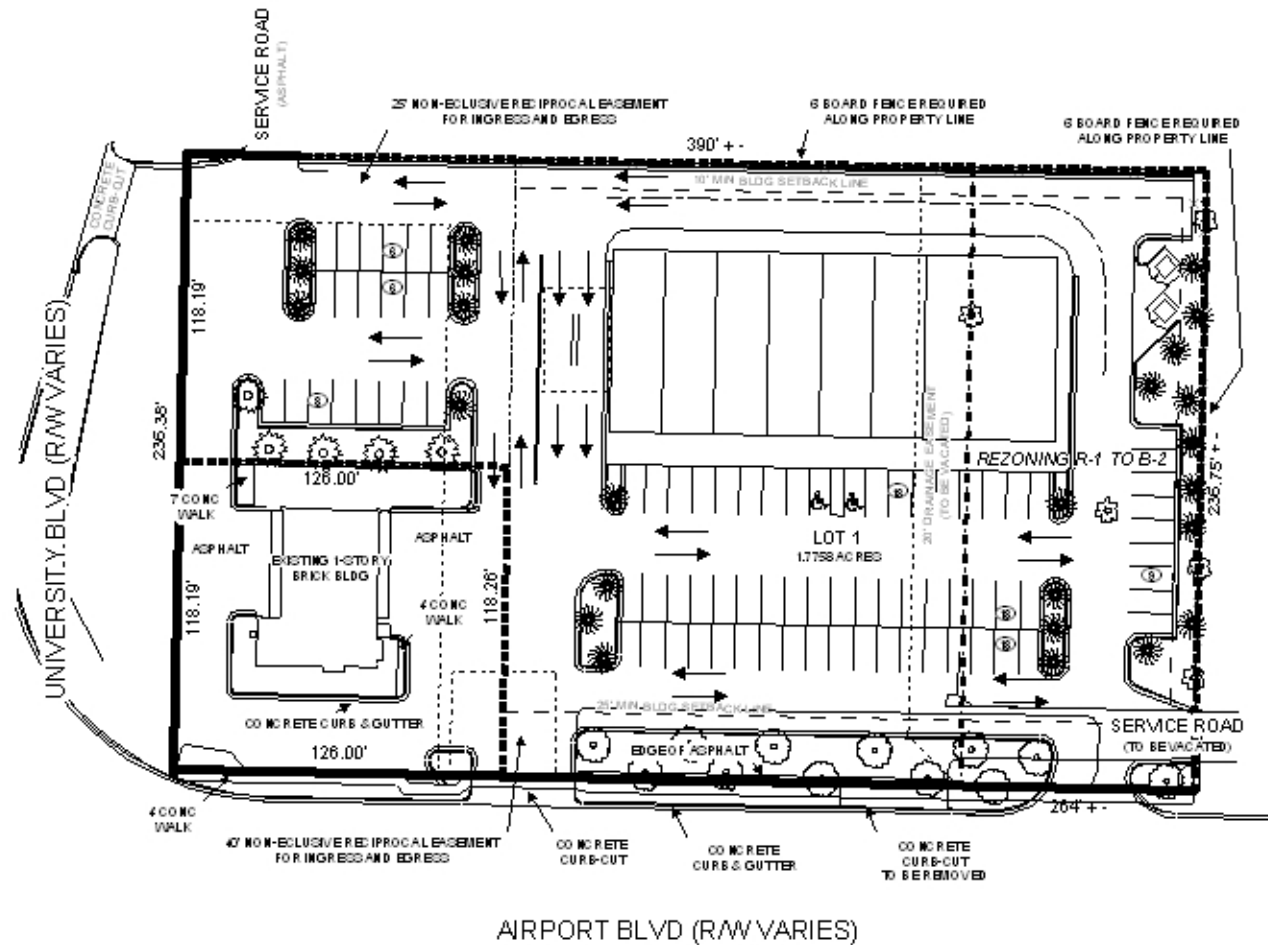 SERVICE ROAD
(ASPHALT)
25' NON-ECLUSIVE RECIPROCAL EASEMENT
FOR INGRESS AND EGRESS
6 BOARD FENCE REQUIRED
ALONG PROPERTY LINE
6 BOARD FENCE REQUIRED
ALONG PROPERTY LINE
390' + -
10' MIN BLDG SETBACK LINE
CONCRETE
CURB-CUT
S
S
118.19'
UNIVERSITY. BLVD (R/W VARIES)
236.38'
S
D
D
126.00'
7 CONC
WALK
ASPHALT
ASPHALT
EXISTING 1-STORY
BRICK BLDG
118.19'
118.26'
4 CONC
WALK
CONCRETE CURB & GUTTER
126.00'
4 CONC
WALK
20' DRAINAGE EASEMENT
(TO BE VACATED)
REZONING R-1 TO B-2
236.75' + -
S
LOT 1
1.7758 ACRES
S
S
S
25' MIN BLDG SETBACK LINE
SERVICE ROAD
(TO BE VACATED)
EDGE OF ASPHALT
264' + -
40' NON-ECLUSIVE RECIPROCAL EASEMENT
FOR INGRESS AND EGRESS
CONCRETE
CURB-CUT
CONCRETE
CURB & GUTTER
CONCRETE
CURB-CUT
TO BE REMOVED
AIRPORT BLVD (R/W VARIES)